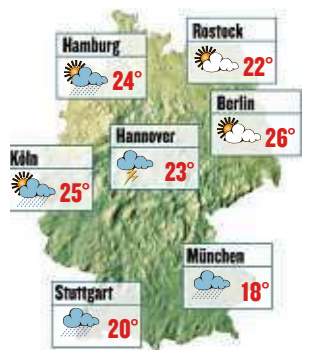 Rostock
22°
Hamburg
24°
Berlin
26°
Hannover
23°
Köln
25°
München
18°
Stuttgart
20°